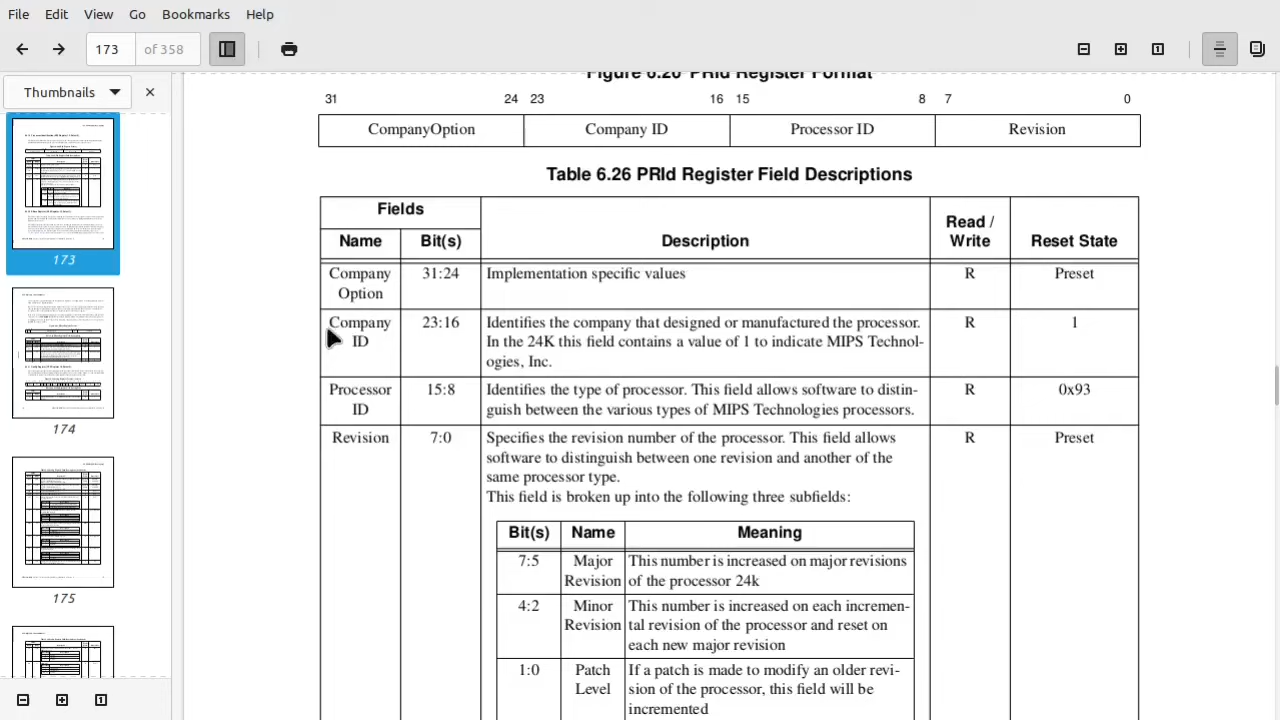 File Edit View Go Bookmarks Help
173 of 358
Thumbnails
173
174
175
Figure 6.20 PRId Register Format
31 24 23 16 15 8 7 0
CompanyOption Company ID Processor ID Revision
Table 6.26 PRId Register Field Descriptions
Fields
Name Bit(s) Description Read / Write Reset State
Company Option 31:24 Implementation specific values R Preset
Company ID 23:16 Identifies the company that designed or manufactured the processor. R 1
In the 24K this field contains a value of 1 to indicate MIPS Technol-
ogies, Inc.
Processor ID 15:8 Identifies the type of processor. This field allows software to distin- R 0x93
guish between the various types of MIPS Technologies processors.
Revision 7:0 Specifies the revision number of the processor. This field allows R Preset
software to distinguish between one revision and another of the
same processor type.
This field is broken up into the following three subfields:
Bit(s) Name Meaning
7:5 Major Revision This number is increased on major revisions
of the processor 24k
4:2 Minor Revision This number is increased on each incremen-
tal revision of the processor and reset on
each new major revision
1:0 Patch Level If a patch is made to modify an older revi-
sion of the processor, this field will be
incremented